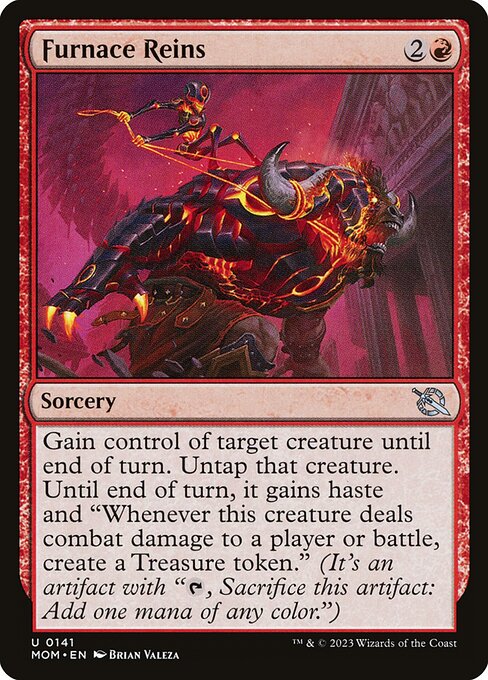 Furnace Reins 2
Sorcery
Gain control of target creature until
end of turn. Untap that creature.
Until end of turn, it gains haste
and “Whenever this creature deals
combat damage to a player or battle,
create a Treasure token.” (It’s an
artifact with “, Sacrifice this artifact:
Add one mana of any color.”)
U 0141
MOM • EN Brian Valeza
™ & © 2023 Wizards of the Coast